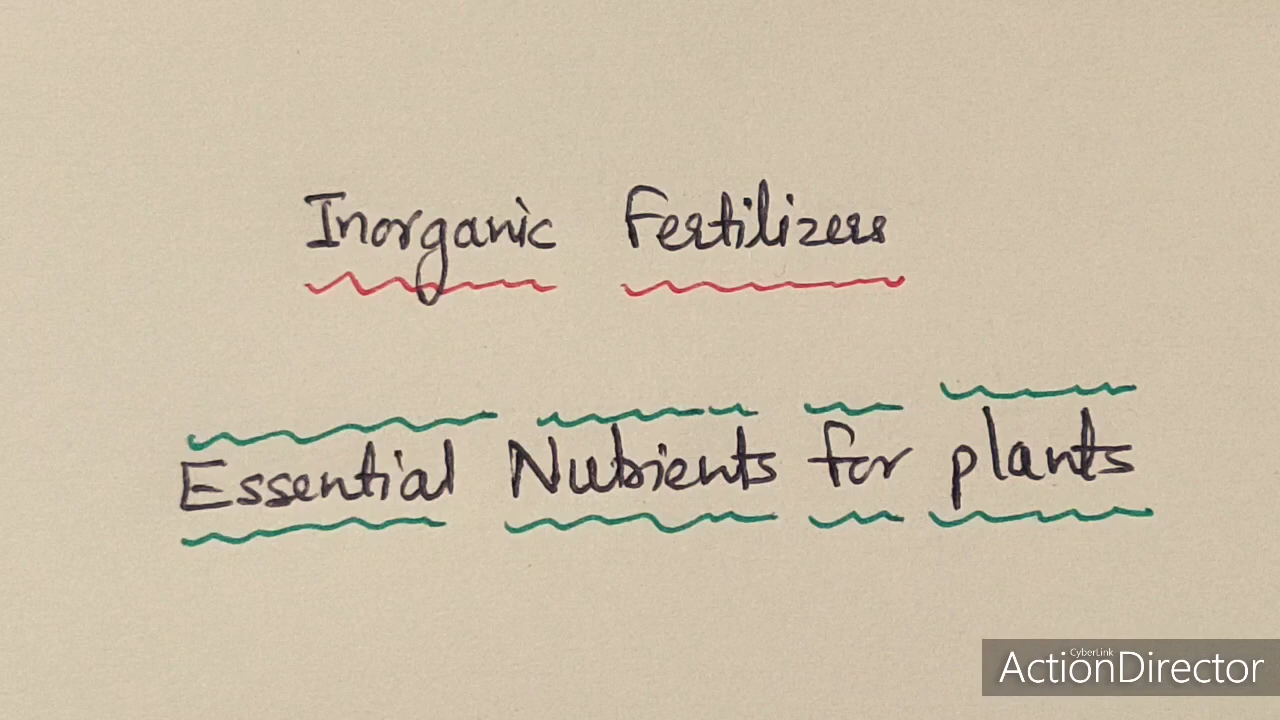 Inorganic Fertilizers
Essential Nutrients for plants
CyberLink
ActionDirector